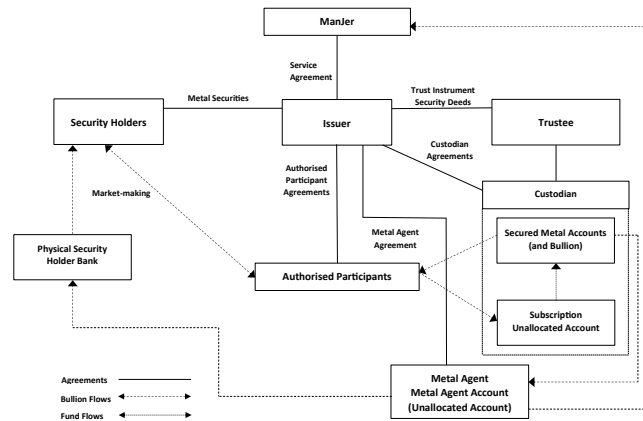 ManJer
Service
Agreement
Metal Securities
Trust Instrument
Security Deeds
Security Holders
Issuer
Trustee
Custodian
Agreements
Authorised
Participant
Agreements
Market-making
Custodian
Metal Agent
Agreement
Secured Metal Accounts
(and Bullion)
Physical Security
Holder Bank
Authorised Participants
Subscription
Unallocated Account
Metal Agent
Metal Agent Account
(Unallocated Account)
Agreements
Bullion Flows
Fund Flows